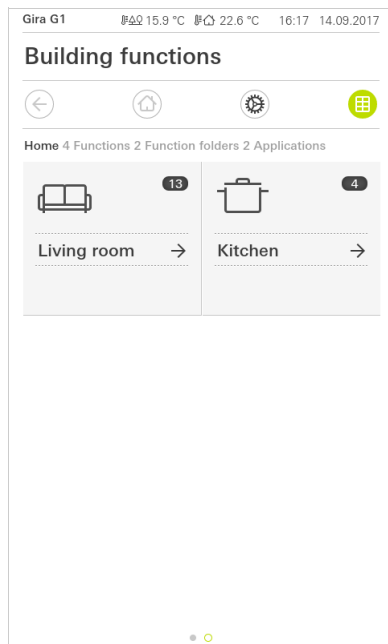 Gira G1 15.9 °C 22.6 °C 16:17 14.09.2017
Building functions
Home 4 Functions 2 Function folders 2 Applications
13 4
Living room Kitchen